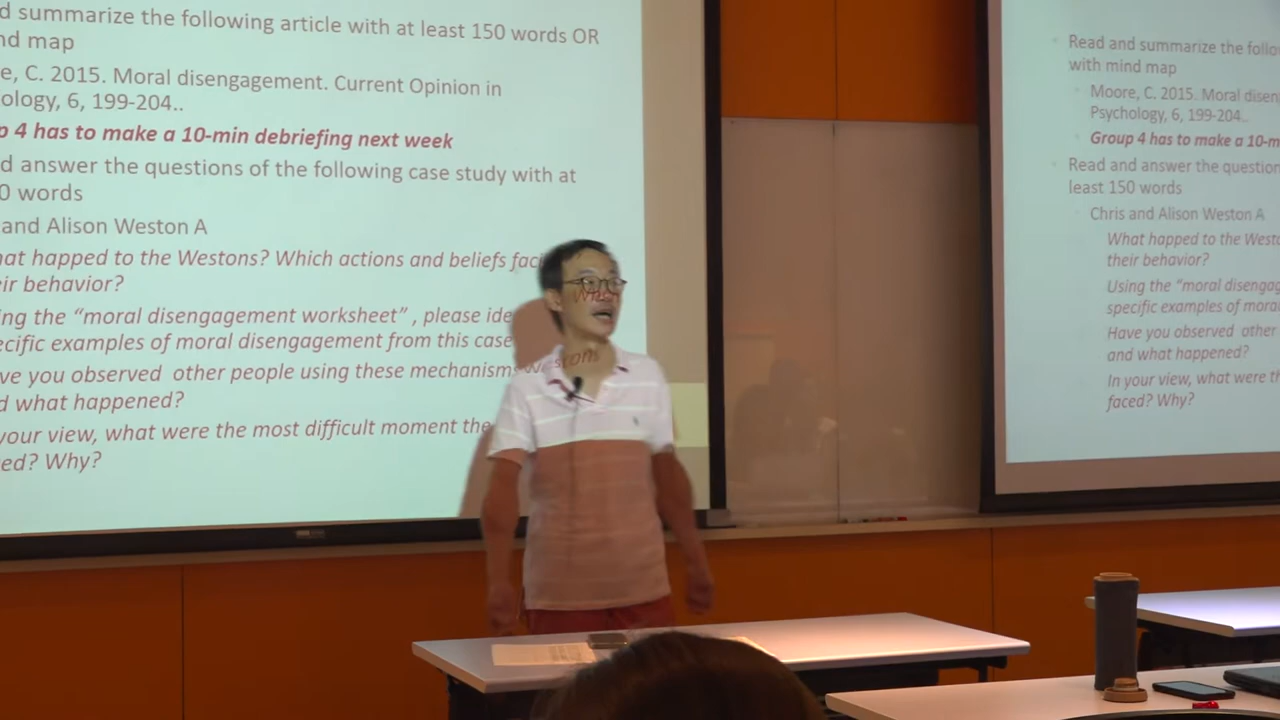 d summarize the following article with at least 150 words OR
nd map
e, C. 2015. Moral disengagement. Current Opinion in
ology, 6, 199-204..
p 4 has to make a 10-min debriefing next week
d answer the questions of the following case study with at
0 words
and Alison Weston A
at happed to the Westons? Which actions and beliefs faci
eir behavior?
ing the “moral disengagement worksheet” , please ide
ecific examples of moral disengagement from this case
ve you observed other people using these mechanism
d what happened?
your view, what were the most difficult moment the
ed? Why?
Westons
Read and summarize the follo
with mind map
Moore, C. 2015. Moral disen
Psychology, 6, 199-204..
Group 4 has to make a 10-m
Read and answer the question
least 150 words
Chris and Alison Weston A
What happed to the Westo
their behavior?
Using the “moral disengag
specific examples of mora
Have you observed other
and what happened?
In your view, what were th
faced? Why?